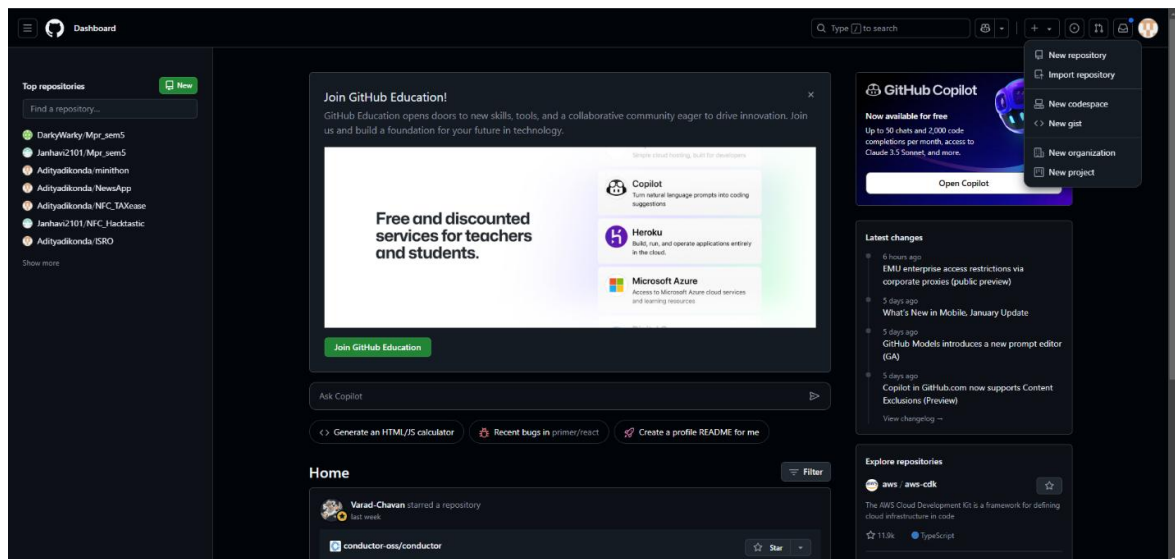 Dashboard
Type / to search
Top repositories
New
Find a repository...
DarkyWarky/Mpr_sem5
Janhavi2101/Mpr_sem5
Adityadikonda/minithon
Adityadikonda/NewsApp
Adityadikonda/NFC_TAXease
Janhavi2101/NFC_Hacktastic
Adityadikonda/ISRO
Show more
Join GitHub Education!
GitHub Education opens doors to new skills, tools, and a collaborative community eager to drive innovation. Join
us and build a foundation for your future in technology.
Free and discounted
services for teachers
and students.
Simple cloud hosting, built for developers
Copilot
Turn natural language prompts into coding
suggestions
Heroku
Build, run, and operate applications entirely
in the cloud.
Microsoft Azure
Access to Microsoft Azure cloud services
and learning resources
Join GitHub Education
Ask Copilot
Generate an HTML/JS calculator
Recent bugs in primer/react
Create a profile README for me
Home
Filter
Varad-Chavan starred a repository
last week
conductor-oss/conductor
Star
GitHub Copilot
Now available for free
Up to 50 chats and 2,000 code
completions per month, access to
Claude 3.5 Sonnet, and more.
Open Copilot
New repository
Import repository
New codespace
New gist
New organization
New project
Latest changes
6 hours ago
EMU enterprise access restrictions via
corporate proxies (public preview)
5 days ago
What's New in Mobile, January Update
5 days ago
GitHub Models introduces a new prompt editor
(GA)
5 days ago
Copilot in GitHub.com now supports Content
Exclusions (Preview)
View changelog →
Explore repositories
aws / aws-cdk
The AWS Cloud Development Kit is a framework for defining
cloud infrastructure in code
11.9k
TypeScript